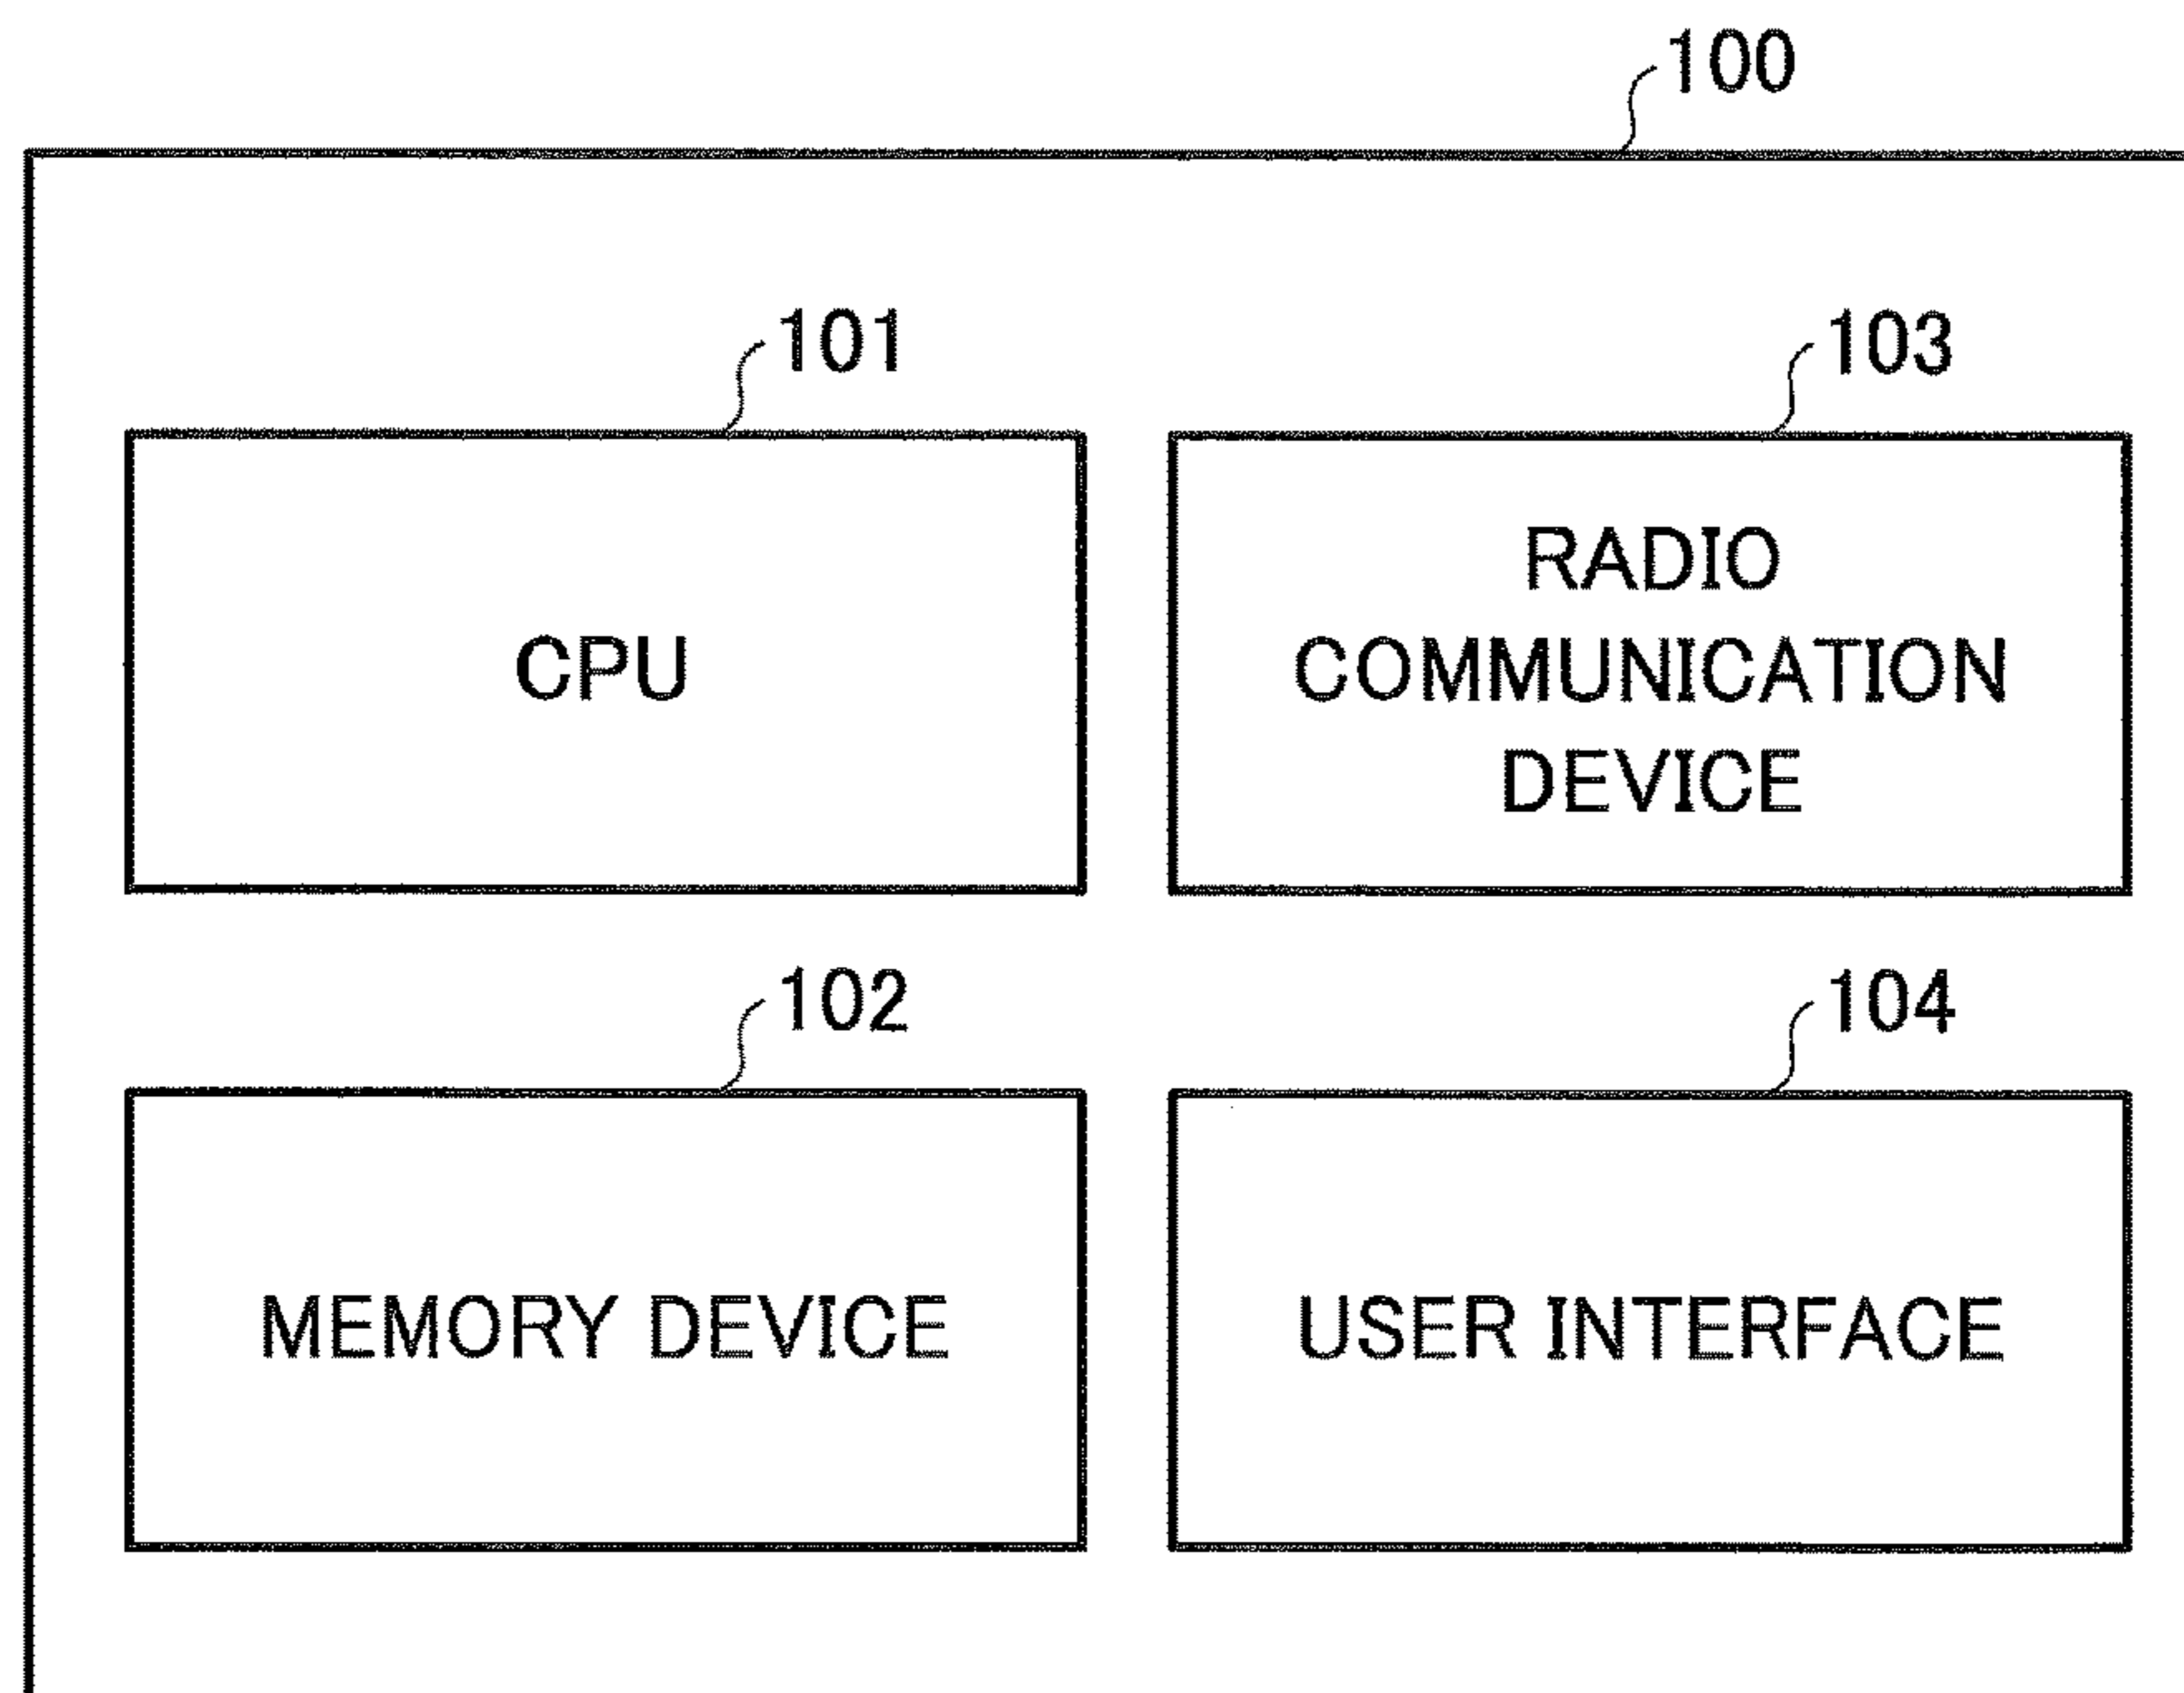 100
101
103
CPU
RADIO
COMMUNICATION
DEVICE
102
104
MEMORY DEVICE
USER INTERFACE